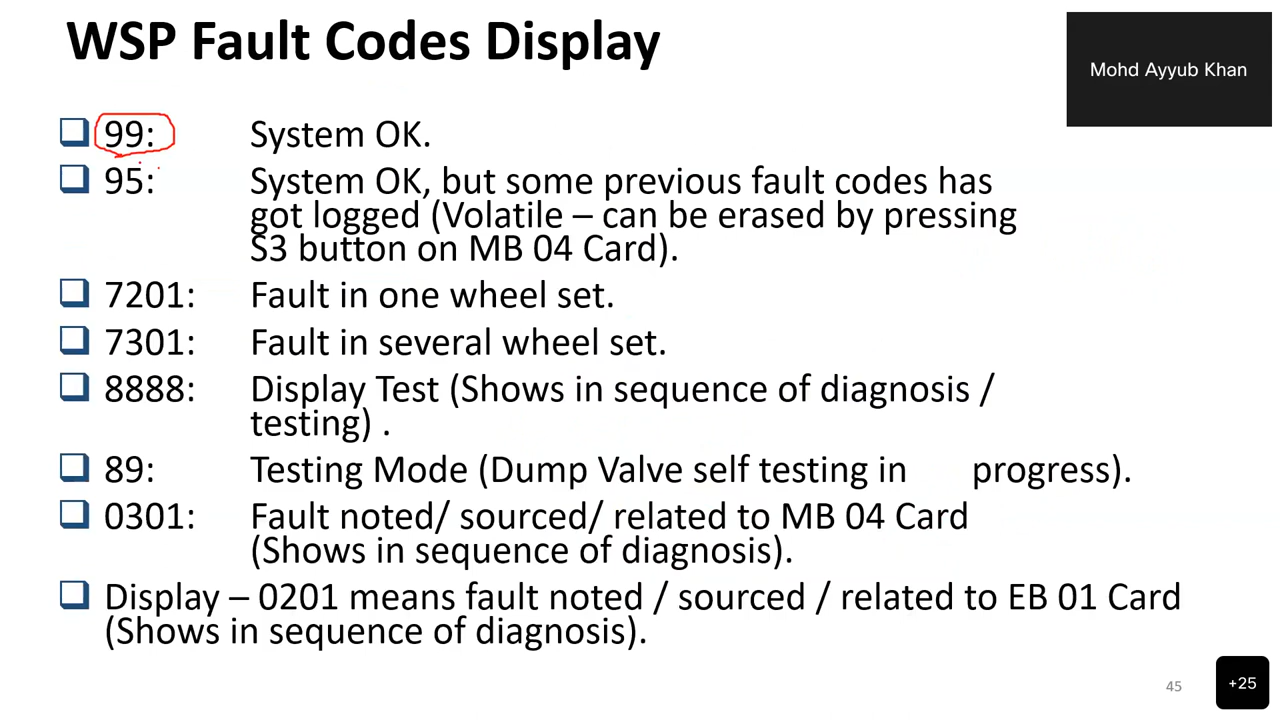 WSP Fault Codes Display
Mohd Ayyub Khan
99: System OK.
95: System OK, but some previous fault codes has
got logged (Volatile – can be erased by pressing
S3 button on MB 04 Card).
7201: Fault in one wheel set.
7301: Fault in several wheel set.
8888: Display Test (Shows in sequence of diagnosis /
testing) .
89: Testing Mode (Dump Valve self testing in progress).
0301: Fault noted/ sourced/ related to MB 04 Card
(Shows in sequence of diagnosis).
Display – 0201 means fault noted / sourced / related to EB 01 Card
(Shows in sequence of diagnosis).
45
+25